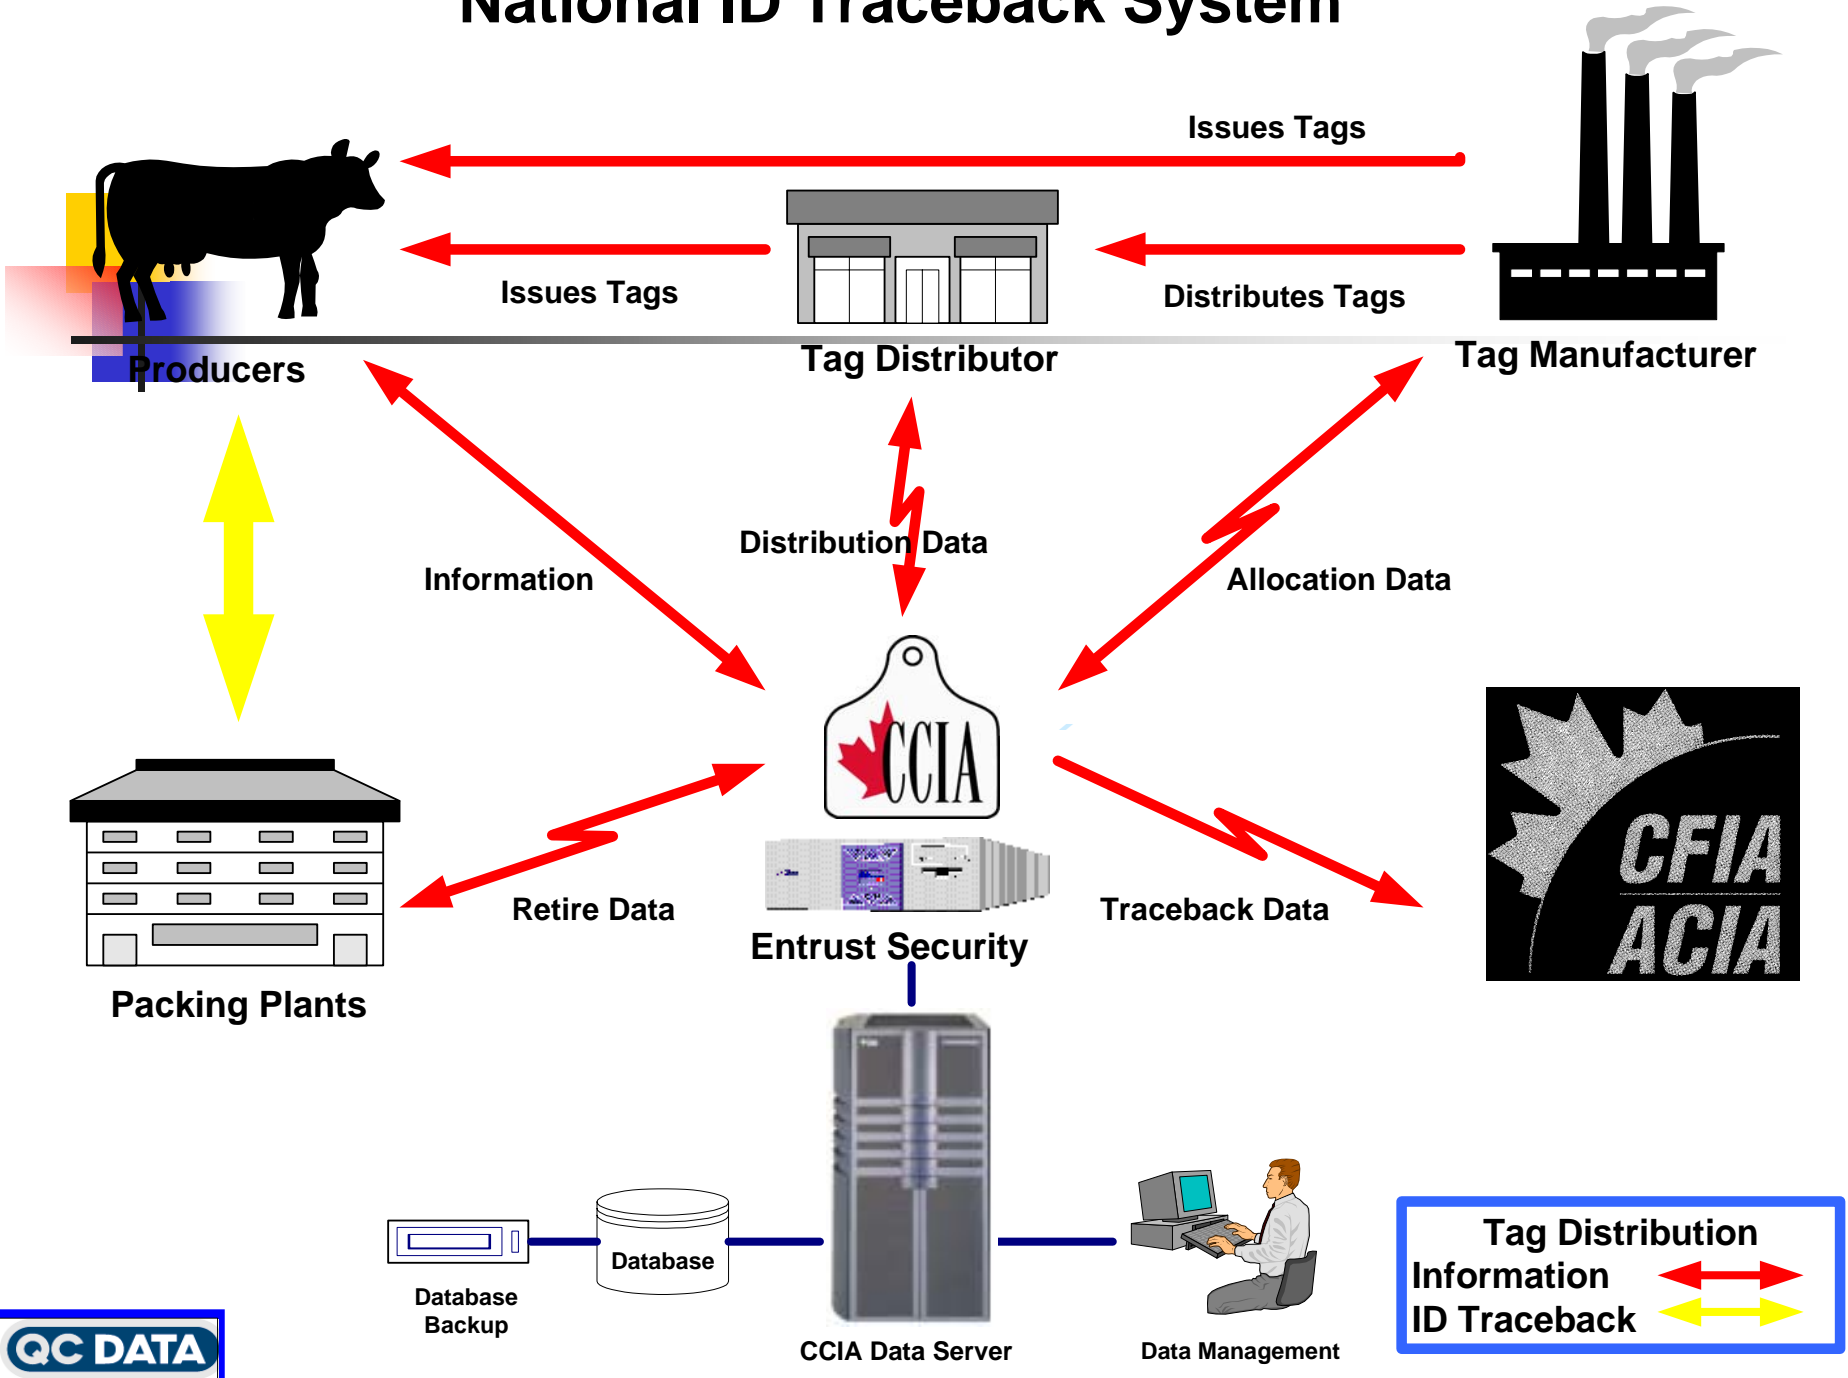 National ID Traceback System
Issues Tags
Issues Tags
Distributes Tags
Producers
Tag Distributor
Tag Manufacturer
Distribution Data
Information
Allocation Data
CCIA
CFIA
ACIA
Retire Data
Traceback Data
Entrust Security
Packing Plants
Database
Database
Backup
CCIA Data Server
Data Management
Tag Distribution
Information
ID Traceback
QC DATA